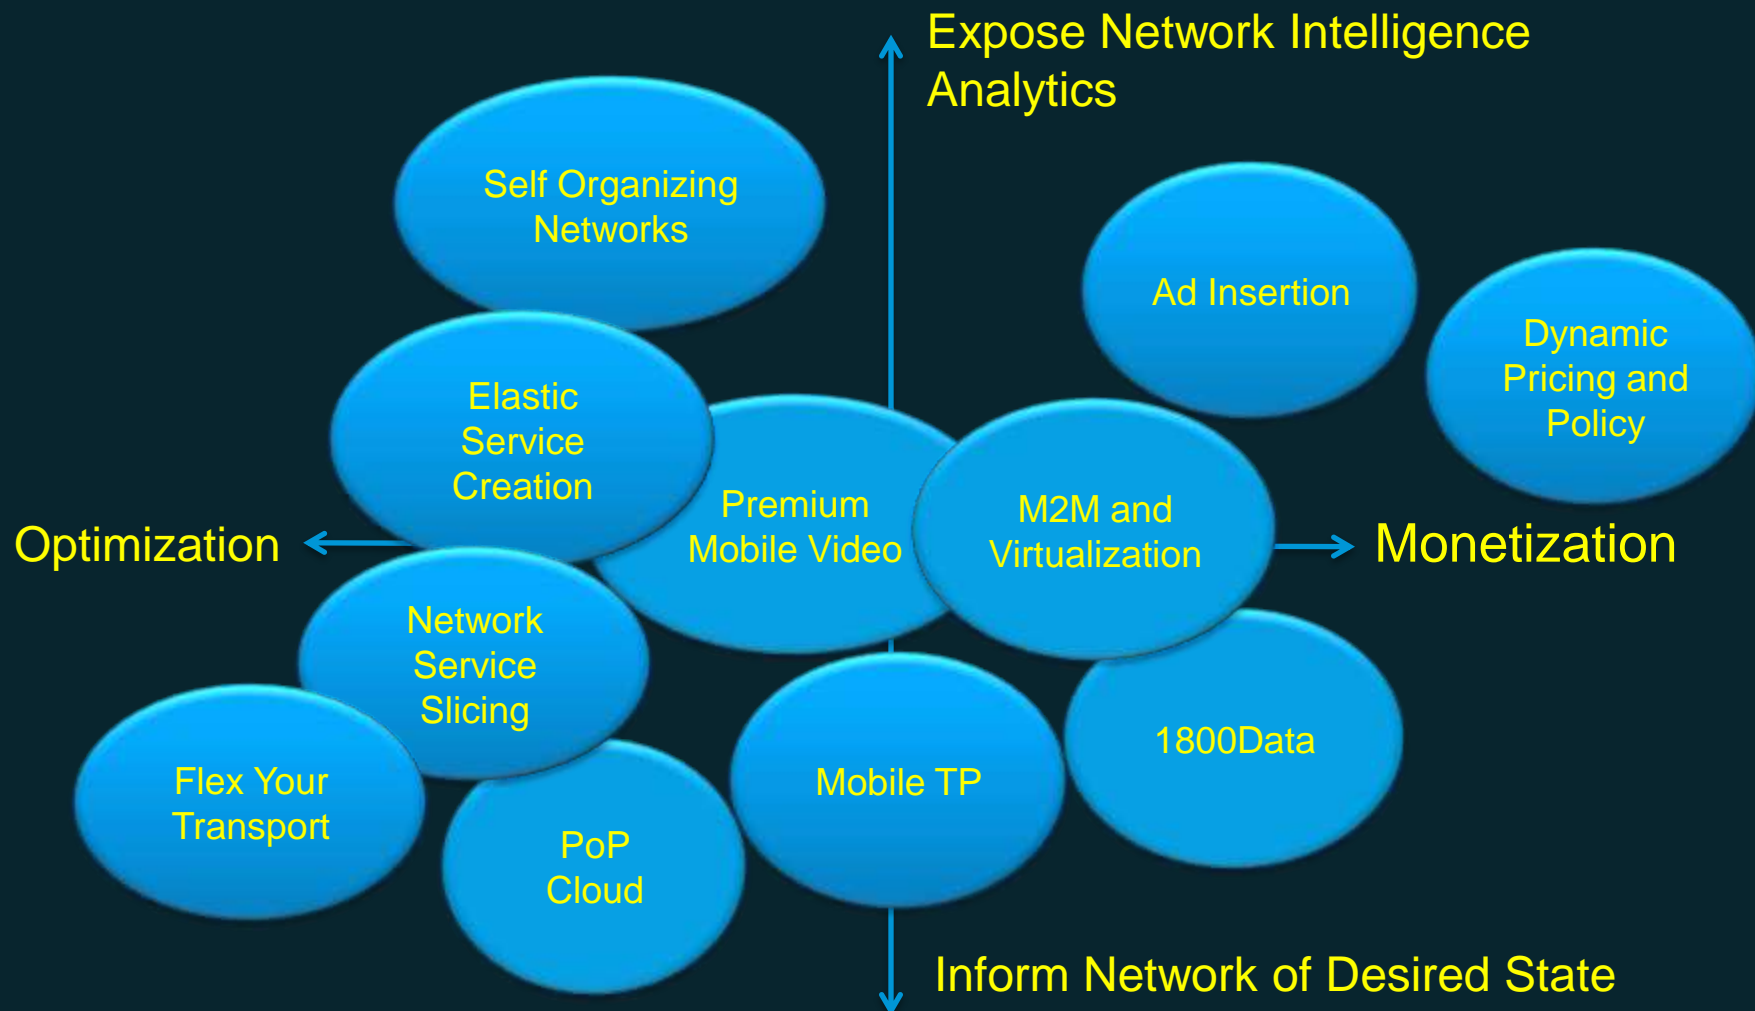 Expose Network Intelligence
Analytics
Self Organizing
Networks
Ad Insertion
Dynamic
Pricing and
Policy
Elastic
Service
Creation
Premium
Mobile Video
M2M and
Virtualization
Optimization
Monetization
Network
Service
Slicing
Flex Your
Transport
PoP
Cloud
Mobile TP
1800Data
Inform Network of Desired State